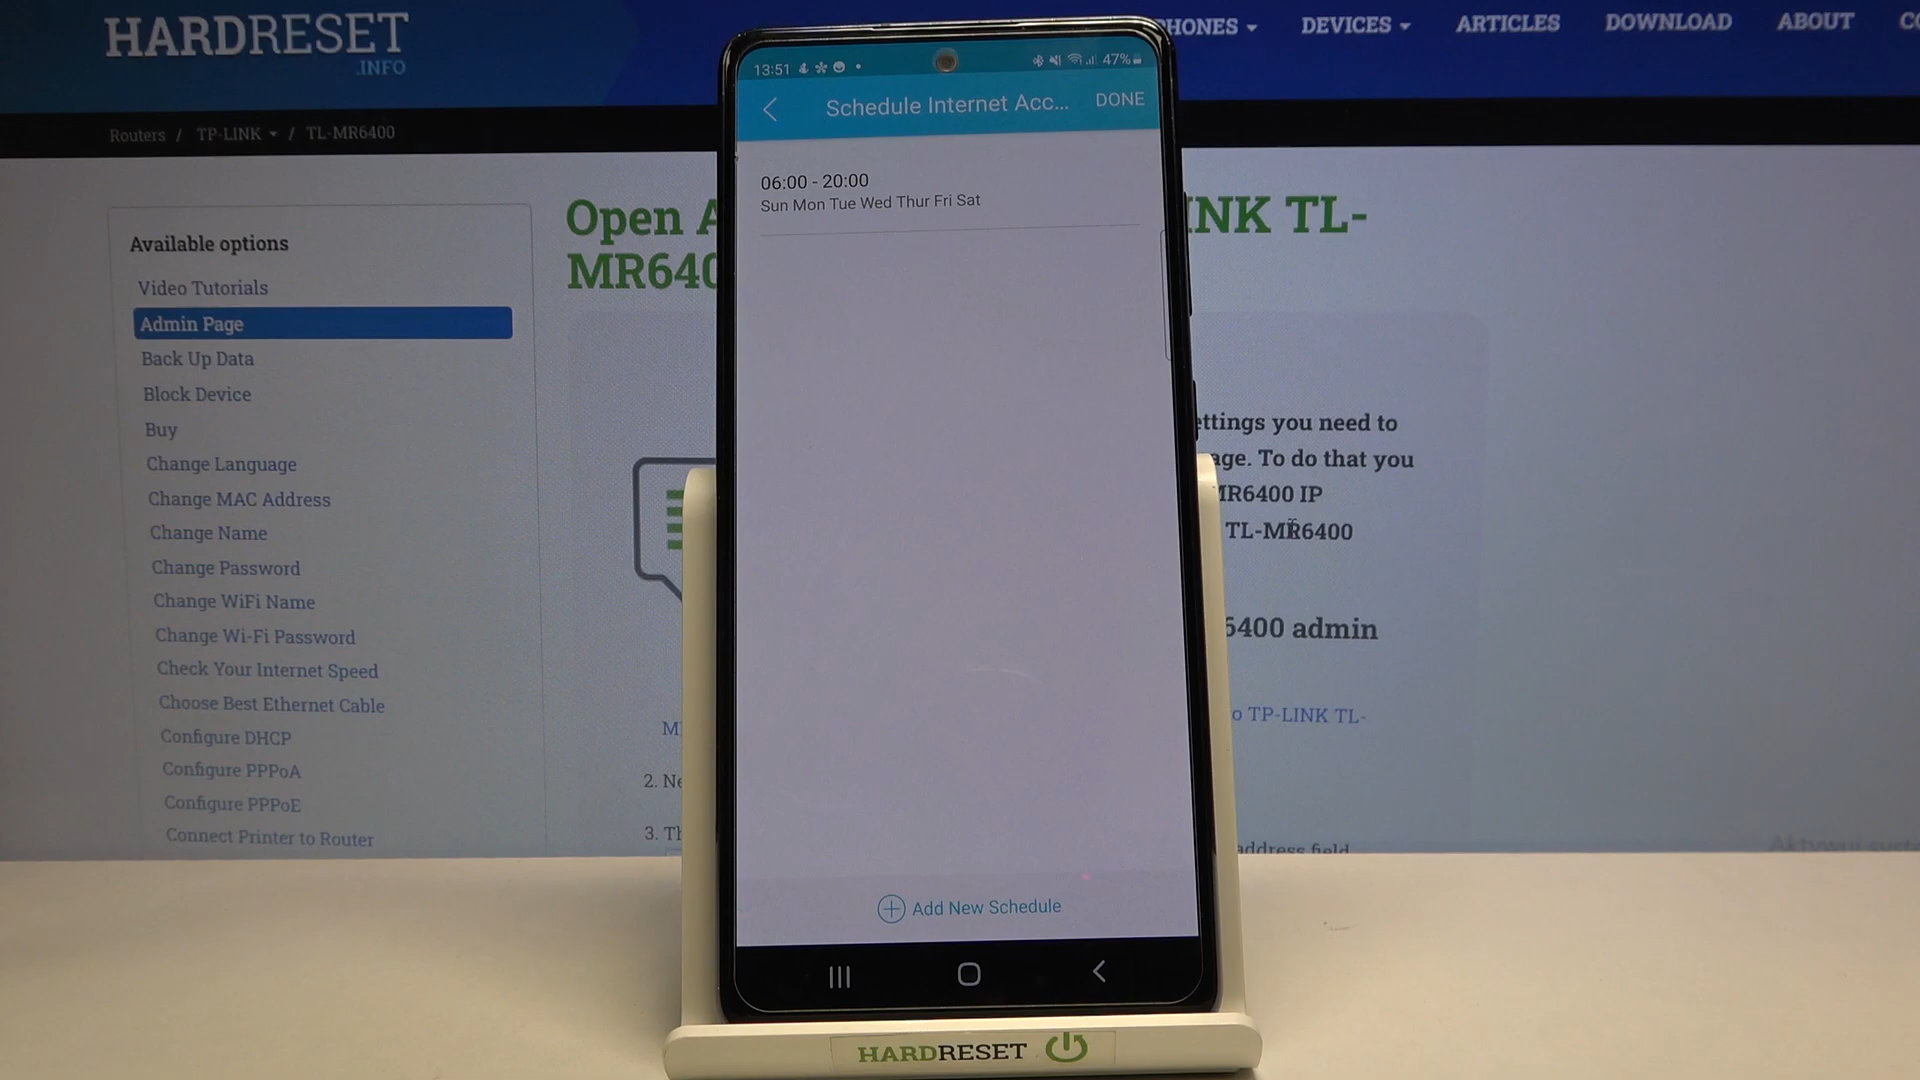 HARDRESET
.INFO
PHONES DEVICES ARTICLES DOWNLOAD ABOUT
Routers / TP-LINK / TL-MR6400
Available options
Video Tutorials
Admin Page
Back Up Data
Block Device
Buy
Change Language
Change MAC Address
Change Name
Change Password
Change WiFi Name
Change Wi-Fi Password
Check Your Internet Speed
Choose Best Ethernet Cable
Configure DHCP
Configure PPPoA
Configure PPPoE
Connect Printer to Router
Open
INK TL-
MR640
ettings you need to
age. To do that you
MR6400 IP
TL-MR6400
6400 admin
o TP-LINK TL-
M
2. Ne
3. Th
address field
13:51 47%
Schedule Internet Acc... DONE
06:00 - 20:00
Sun Mon Tue Wed Thur Fri Sat
Add New Schedule
HARDRESET